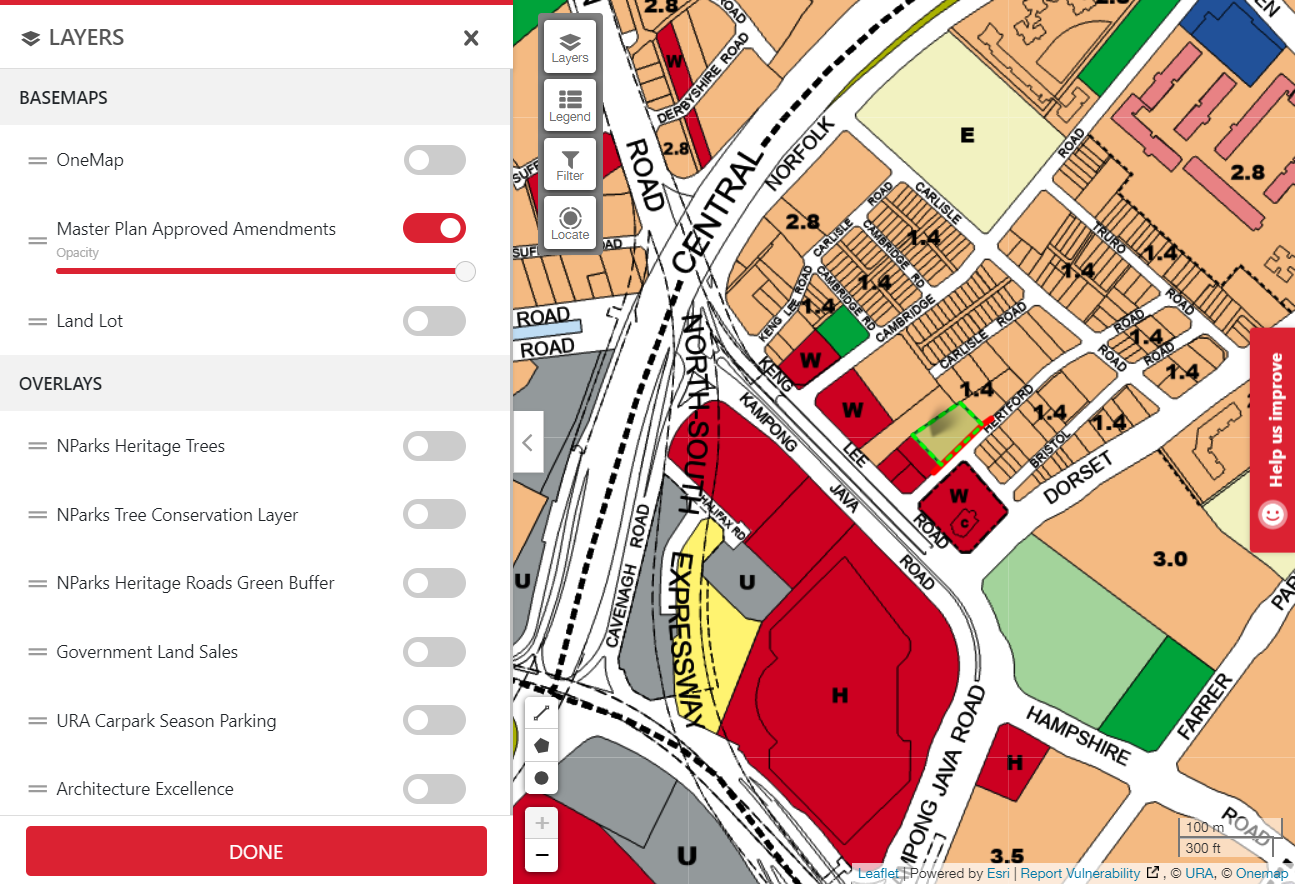 LAYERS
BASEMAPS
OneMap
Master Plan Approved Amendments
Opacity
Land Lot
OVERLAYS
NParks Heritage Trees
NParks Tree Conservation Layer
NParks Heritage Roads Green Buffer
Government Land Sales
URA Carpark Season Parking
Architecture Excellence
DONE
Layers
Legend
Filter
Locate
2.8
ROAD
W
DERBYSHIRE ROAD
2.8
ROAD
CENTRAL
NORFOLK
E
ROAD
2.8
ROAD
CARLISLE
2.8
CARLISLE
CAMBRIDGE RD
1.4
TRURO
1.4
1.4
ROAD
CAMBRIDGE RD
1.4
KENG LEE ROAD
1.4
CAMBRIDGE
ROAD
ROAD
ROAD
NORTH-SOUTH
EXPRESSWAY
KENG
LEE
ROAD
W
W
CARLISLE
ROAD
ROAD
1.4
ROAD
ROAD
1.4
1.4
HERTFORD
1.4
BRISTOL
1.4
DORSET
KAMPONG
JAVA
ROAD
W
C
HALIFAX RD
CAVENAGH
ROAD
U
U
3.0
H
HAMPSHIRE
FARRER
PAR
H
KAMPONG JAVA ROAD
ROAD
U
3.5
Help us improve
+
−
100 m
300 ft
Leaflet | Powered by Esri | Report Vulnerability , © URA, © Onemap